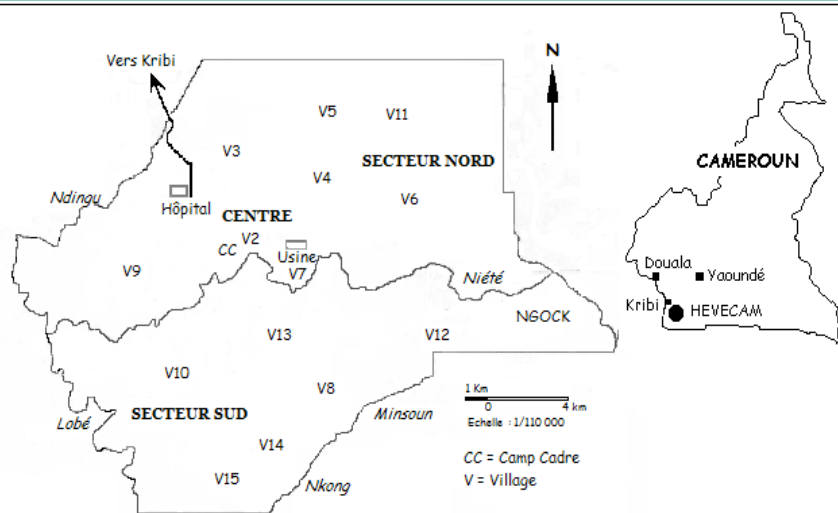 Vers Kribi
N
V5
V11
V3
SECTEUR NORD
CAMEROUN
V4
V6
Ndingu
Hôpital
CENTRE
V2
CC
Usine
V7
V9
Niété
Douala
Yaoundé
Kribi
HEVECAM
NGOCK
V13
V12
V10
V8
1 Km
0
4 km
Echelle : 1/110 000
Minsoun
SECTEUR SUD
Lobé
V14
CC = Camp Cadre
V15
Nkong
V = Village